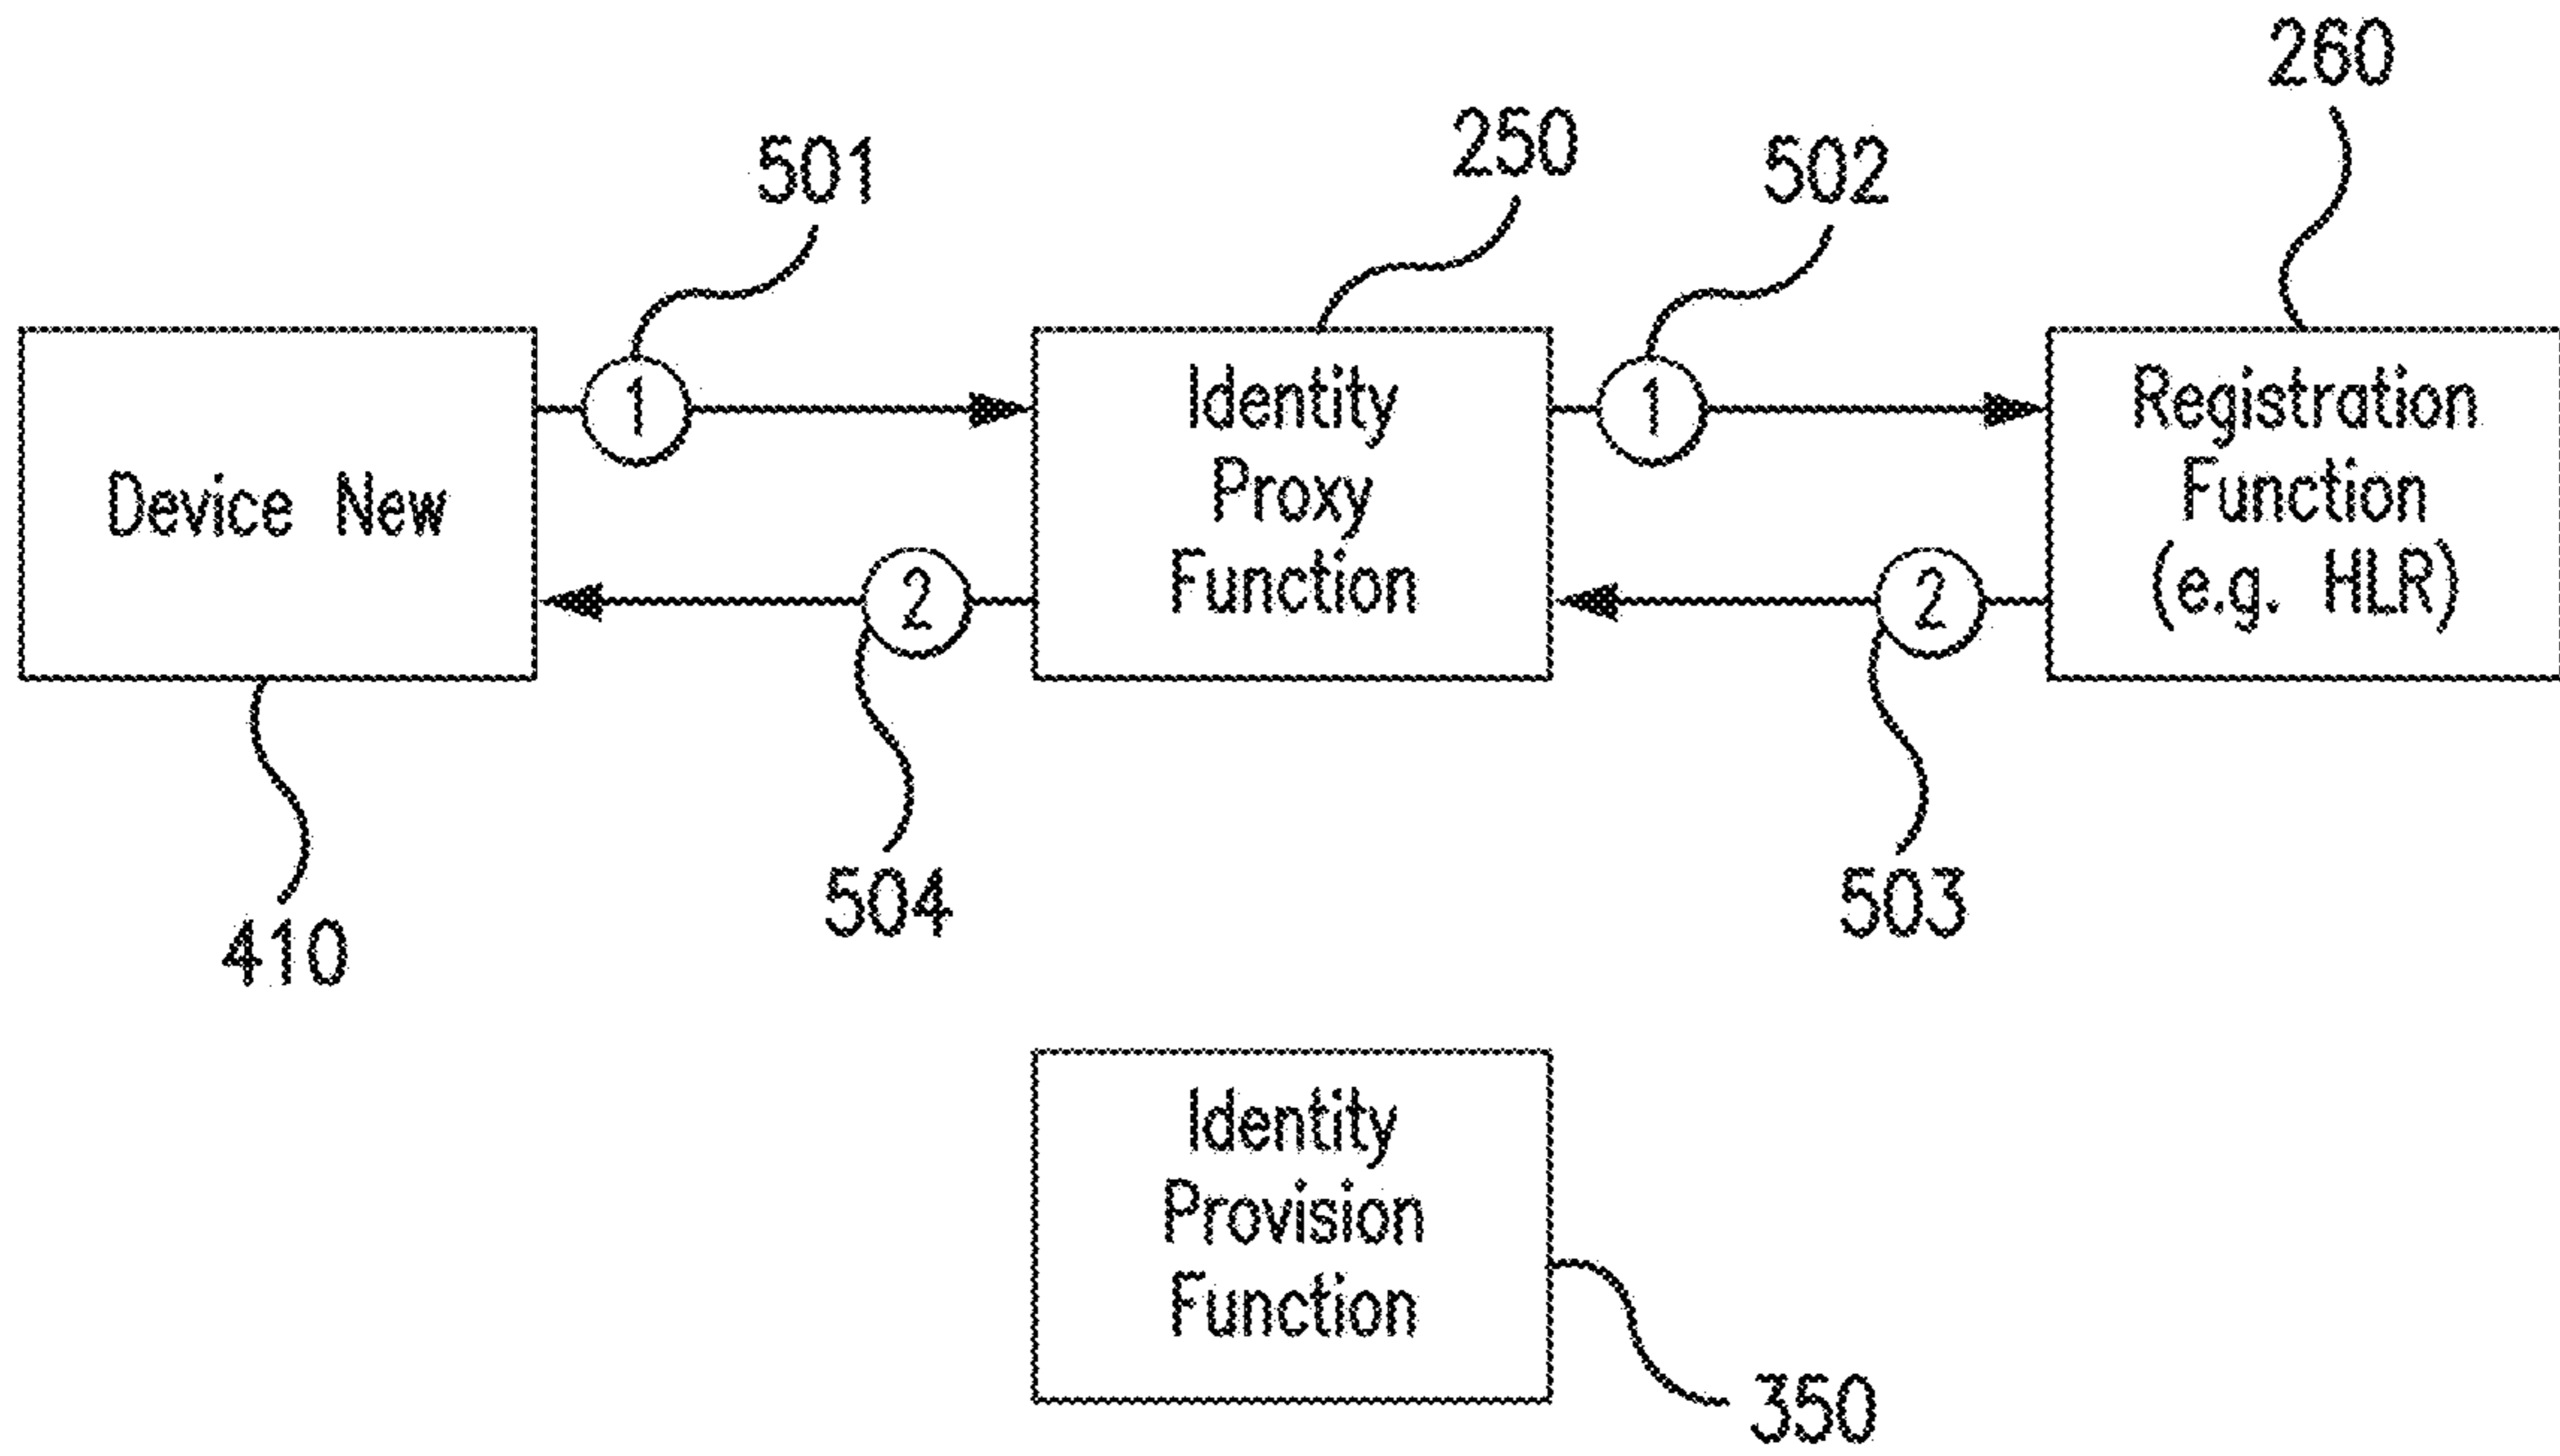 260
250
501
502
1
1
Device New
Identity
Proxy
Function
Registration
Function
(e.g. HLR)
2
2
504
503
410
Identity
Provision
Function
350